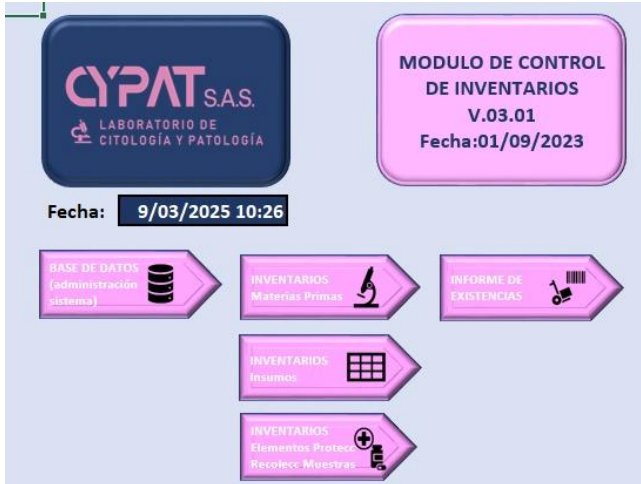 CYPAT S.A.S.
LABORATORIO DE
CITOLOGÍA Y PATOLOGÍA
MODULO DE CONTROL
DE INVENTARIOS
V.03.01
Fecha:01/09/2023
Fecha: 9/03/2025 10:26
BASE DE DATOS
(administración
sistema)
INVENTARIOS
Materias Primas
INFORME DE
EXISTENCIAS
INVENTARIOS
Insumos
INVENTARIOS
Elementos Protecc
Recolecc Muestras